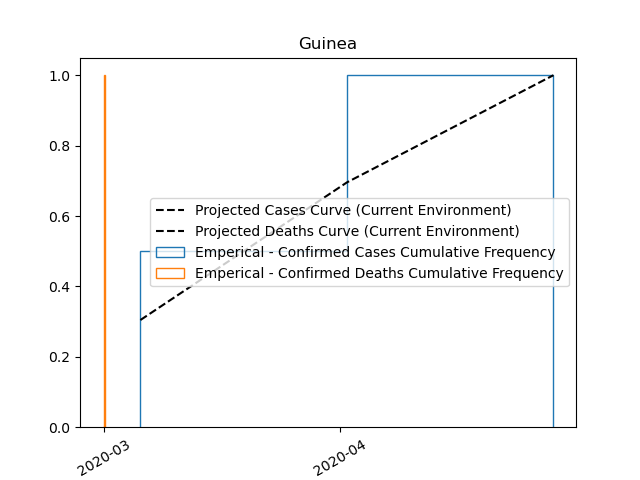 Guinea
1.0
0.8
0.6
0.4
0.2
0.0
Projected Cases Curve (Current Environment)
Projected Deaths Curve (Current Environment)
Emperical - Confirmed Cases Cumulative Frequency
Emperical - Confirmed Deaths Cumulative Frequency
2020-03
2020-04